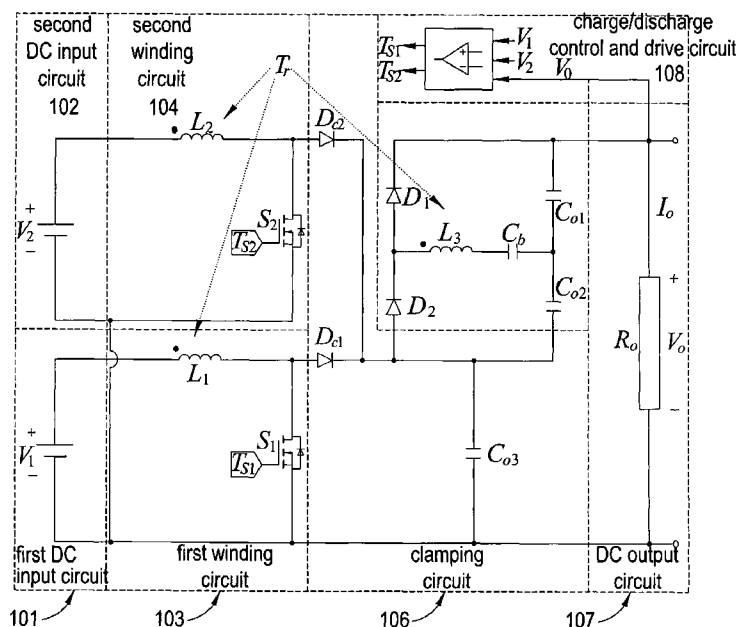 second
DC input
circuit
102
second
winding
circuit
104
Tr
TS1
TS2
V1
V2
V0
charge/discharge
control and drive circuit
108
L2
Dc2
S2
TS2
+
V2
−
D1
L3
Cb
Co1
Co2
D2
Io
+
Ro
Vo
−
L1
Dc1
S1
TS1
+
V1
−
Co3
first DC
input circuit
first winding
circuit
clamping
circuit
DC output
circuit
101
103
106
107